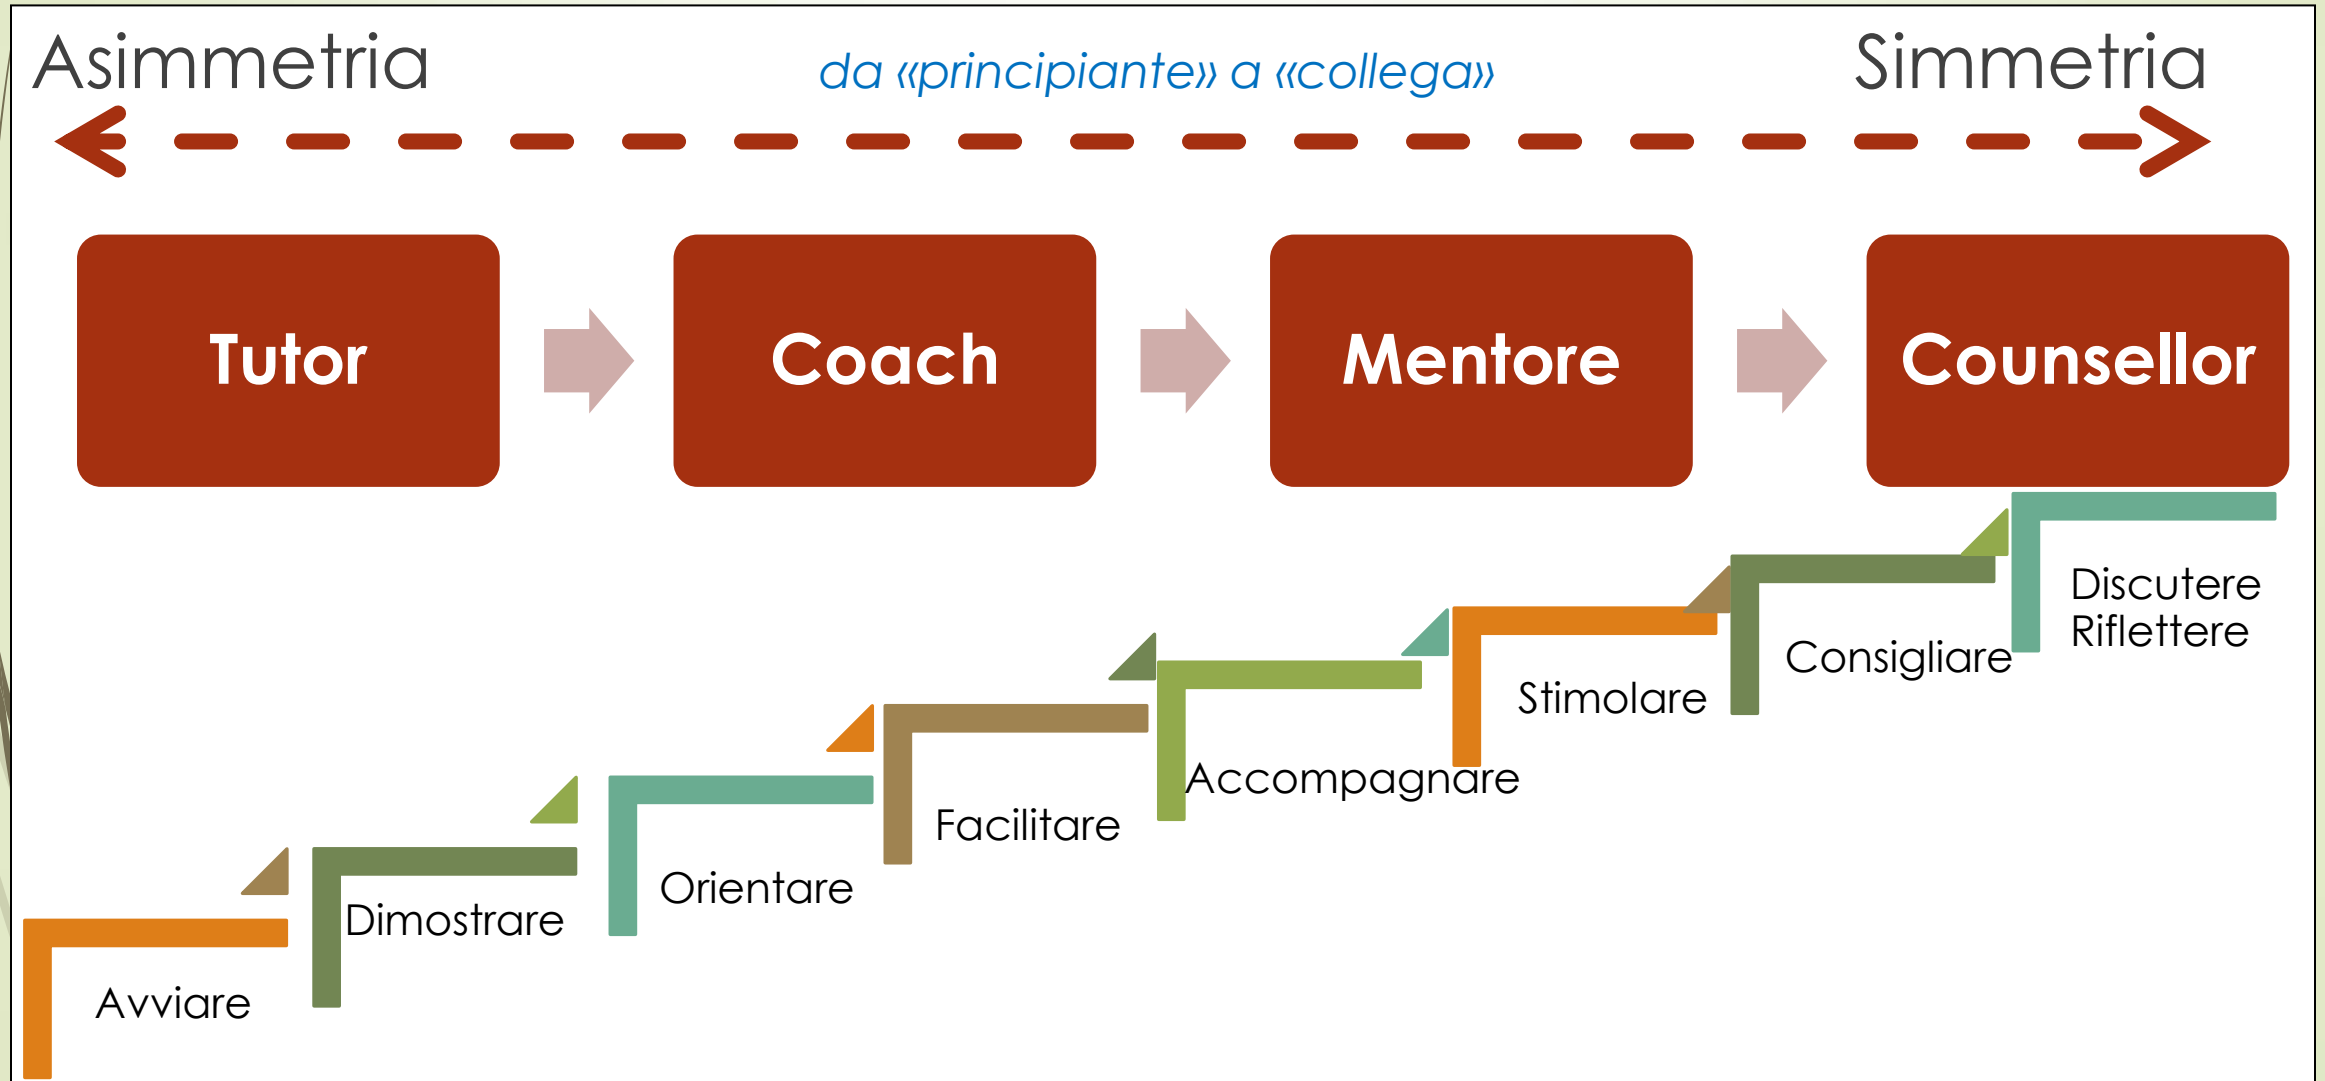 Asimmetria
da «principiante» a «collega»
Simmetria
Tutor
Coach
Mentore
Counsellor
Avviare
Dimostrare
Orientare
Facilitare
Accompagnare
Stimolare
Consigliare
Discutere
Riflettere